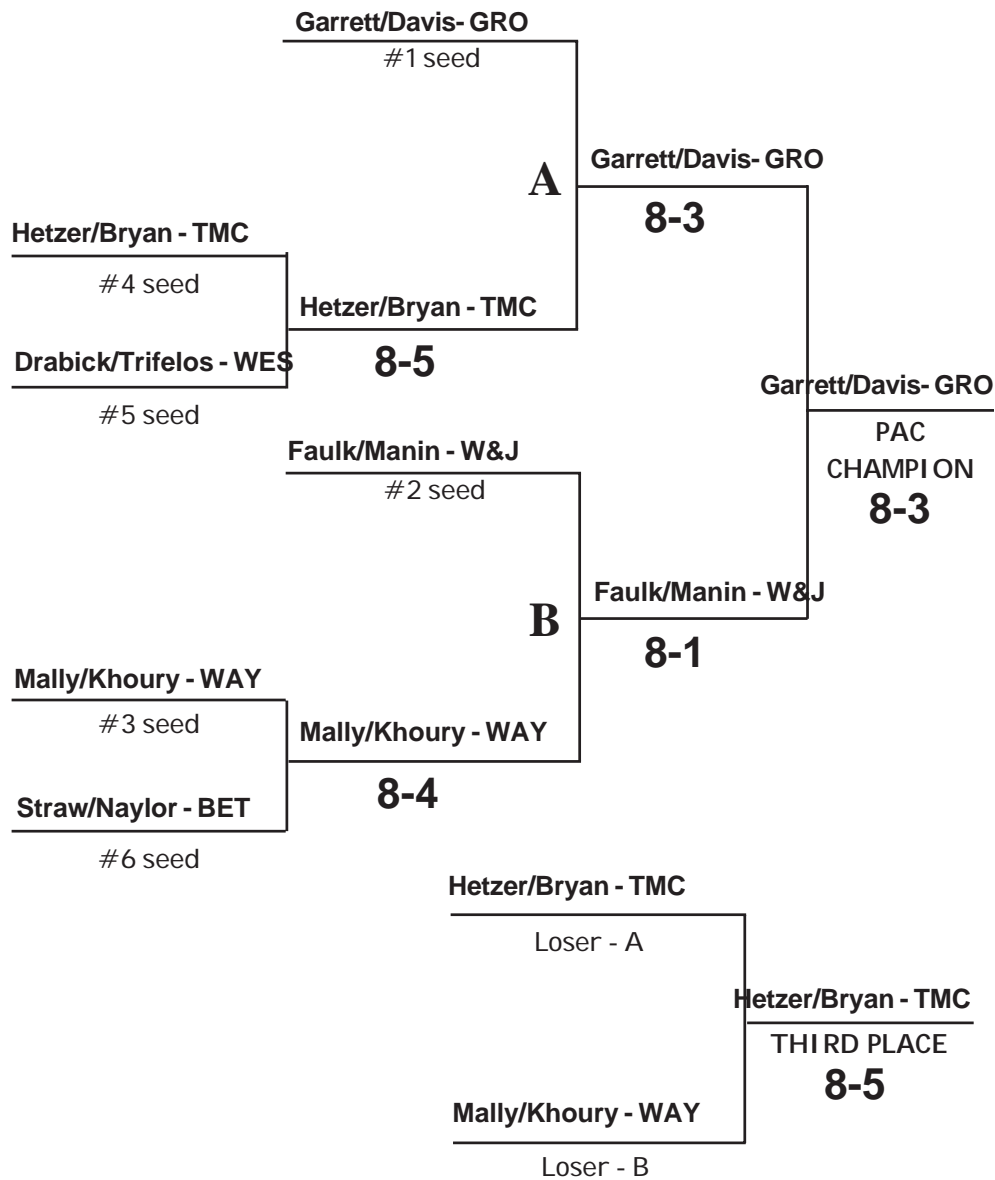 Garrett/Davis- GRO
#1 seed
A
Garrett/Davis- GRO
8-3
Hetzer/Bryan - TMC
#4 seed
Hetzer/Bryan - TMC
8-5
Drabick/Trifelos - WES
#5 seed
Garrett/Davis- GRO
PAC
CHAMPION
8-3
Faulk/Manin - W&J
#2 seed
B
Faulk/Manin - W&J
8-1
Mally/Khoury - WAY
#3 seed
Mally/Khoury - WAY
8-4
Straw/Naylor - BET
#6 seed
Hetzer/Bryan - TMC
Loser - A
Hetzer/Bryan - TMC
THIRD PLACE
8-5
Mally/Khoury - WAY
Loser - B